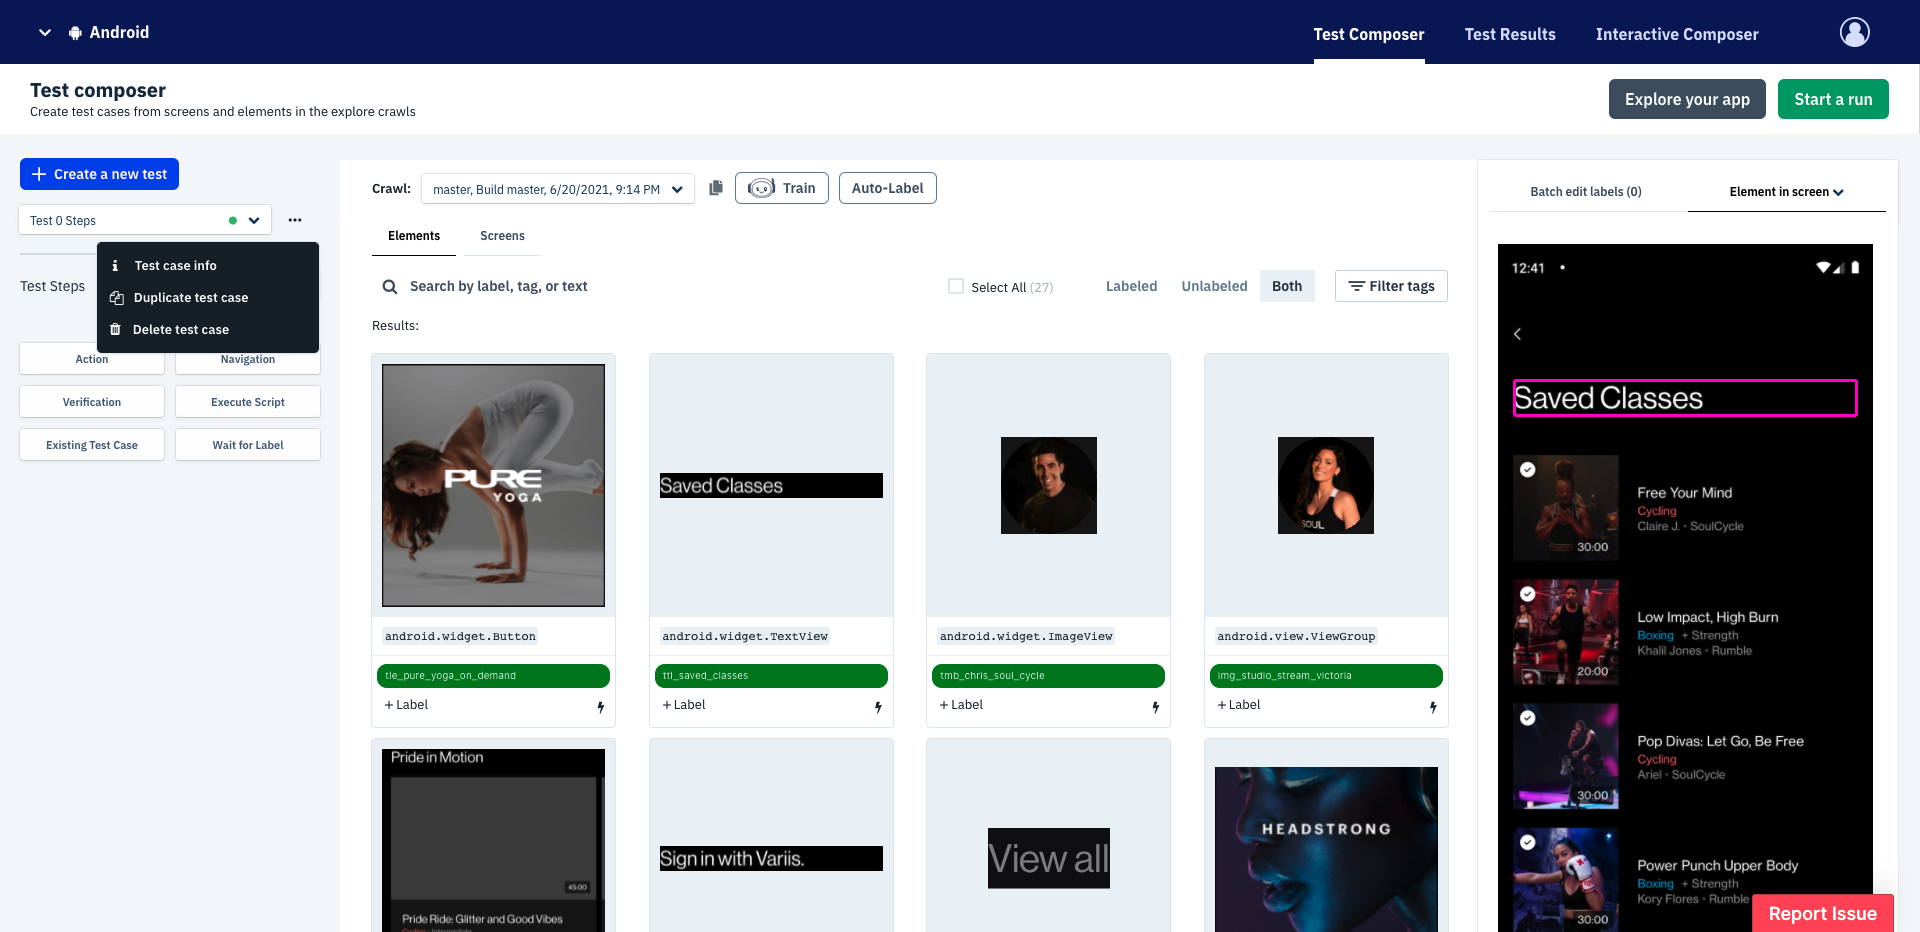 Android
Test Composer
Test Results
Interactive Composer
Test composer
Create test cases from screens and elements in the explore crawls
Explore your app
Start a run
Create a new test
Test 0 Steps
Test case info
Duplicate test case
Delete test case
Test Steps
Action
Navigation
Verification
Execute Script
Existing Test Case
Wait for Label
Crawl:
master, Build master, 6/20/2021, 9:14 PM
Train
Auto-Label
Elements
Screens
Search by label, tag, or text
Select All (27)
Labeled
Unlabeled
Both
Filter tags
Results:
PURE
YOGA
android.widget.Button
tle_pure_yoga_on_demand
+ Label
Saved Classes
android.widget.TextView
ttl_saved_classes
+ Label
android.widget.ImageView
tmb_chris_soul_cycle
+ Label
SOUL
android.view.ViewGroup
img_studio_stream_victoria
+ Label
Pride in Motion
45:00
Pride Ride: Glitter and Good Vibes
Sign in with Variis.
View all
HEADSTRONG
Batch edit labels (0)
Element in screen
12:41
Saved Classes
30:00
Free Your Mind
Cycling
Claire J. • SoulCycle
20:00
Low Impact, High Burn
Boxing + Strength
Khalil Jones • Rumble
30:00
Pop Divas: Let Go, Be Free
Cycling
Ariel • SoulCycle
30:00
Power Punch Upper Body
Boxing + Strength
Kory Flores • Rumble
Report Issue